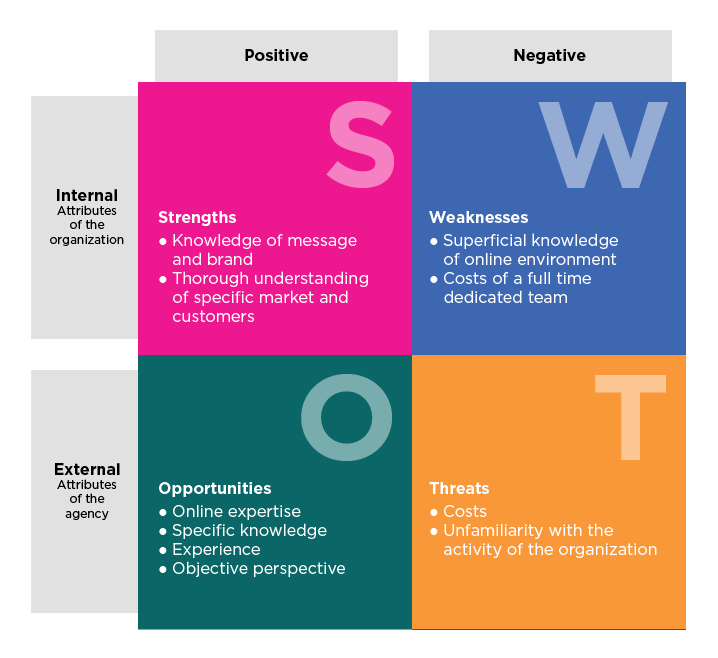 Positive
Negative
Internal
Attributes
of the
organization
S
Strengths
● Knowledge of message
and brand
● Thorough understanding
of specific market and
customers
W
Weaknesses
● Superficial knowledge
of online environment
● Costs of a full time
dedicated team
External
Attributes
of the
agency
O
Opportunities
● Online expertise
● Specific knowledge
● Experience
● Objective perspective
T
Threats
● Costs
● Unfamiliarity with the
activity of the organization